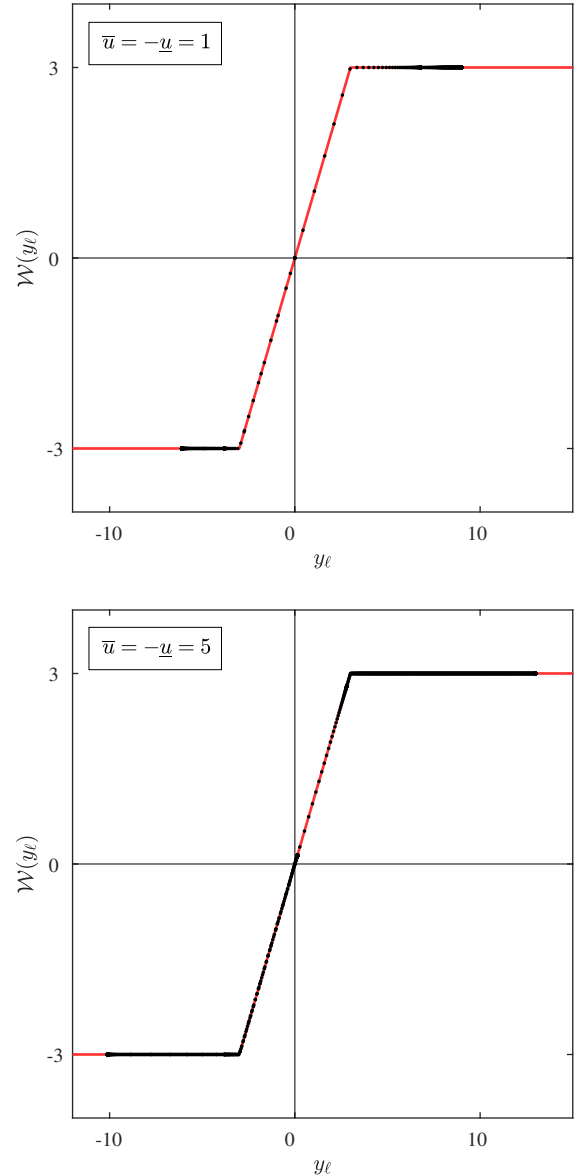 u̅ = −u̲ = 1
3
0
-3
𝒲(yℓ)
-10
0
10
yℓ
u̅ = −u̲ = 5
3
0
-3
𝒲(yℓ)
-10
0
10
yℓ